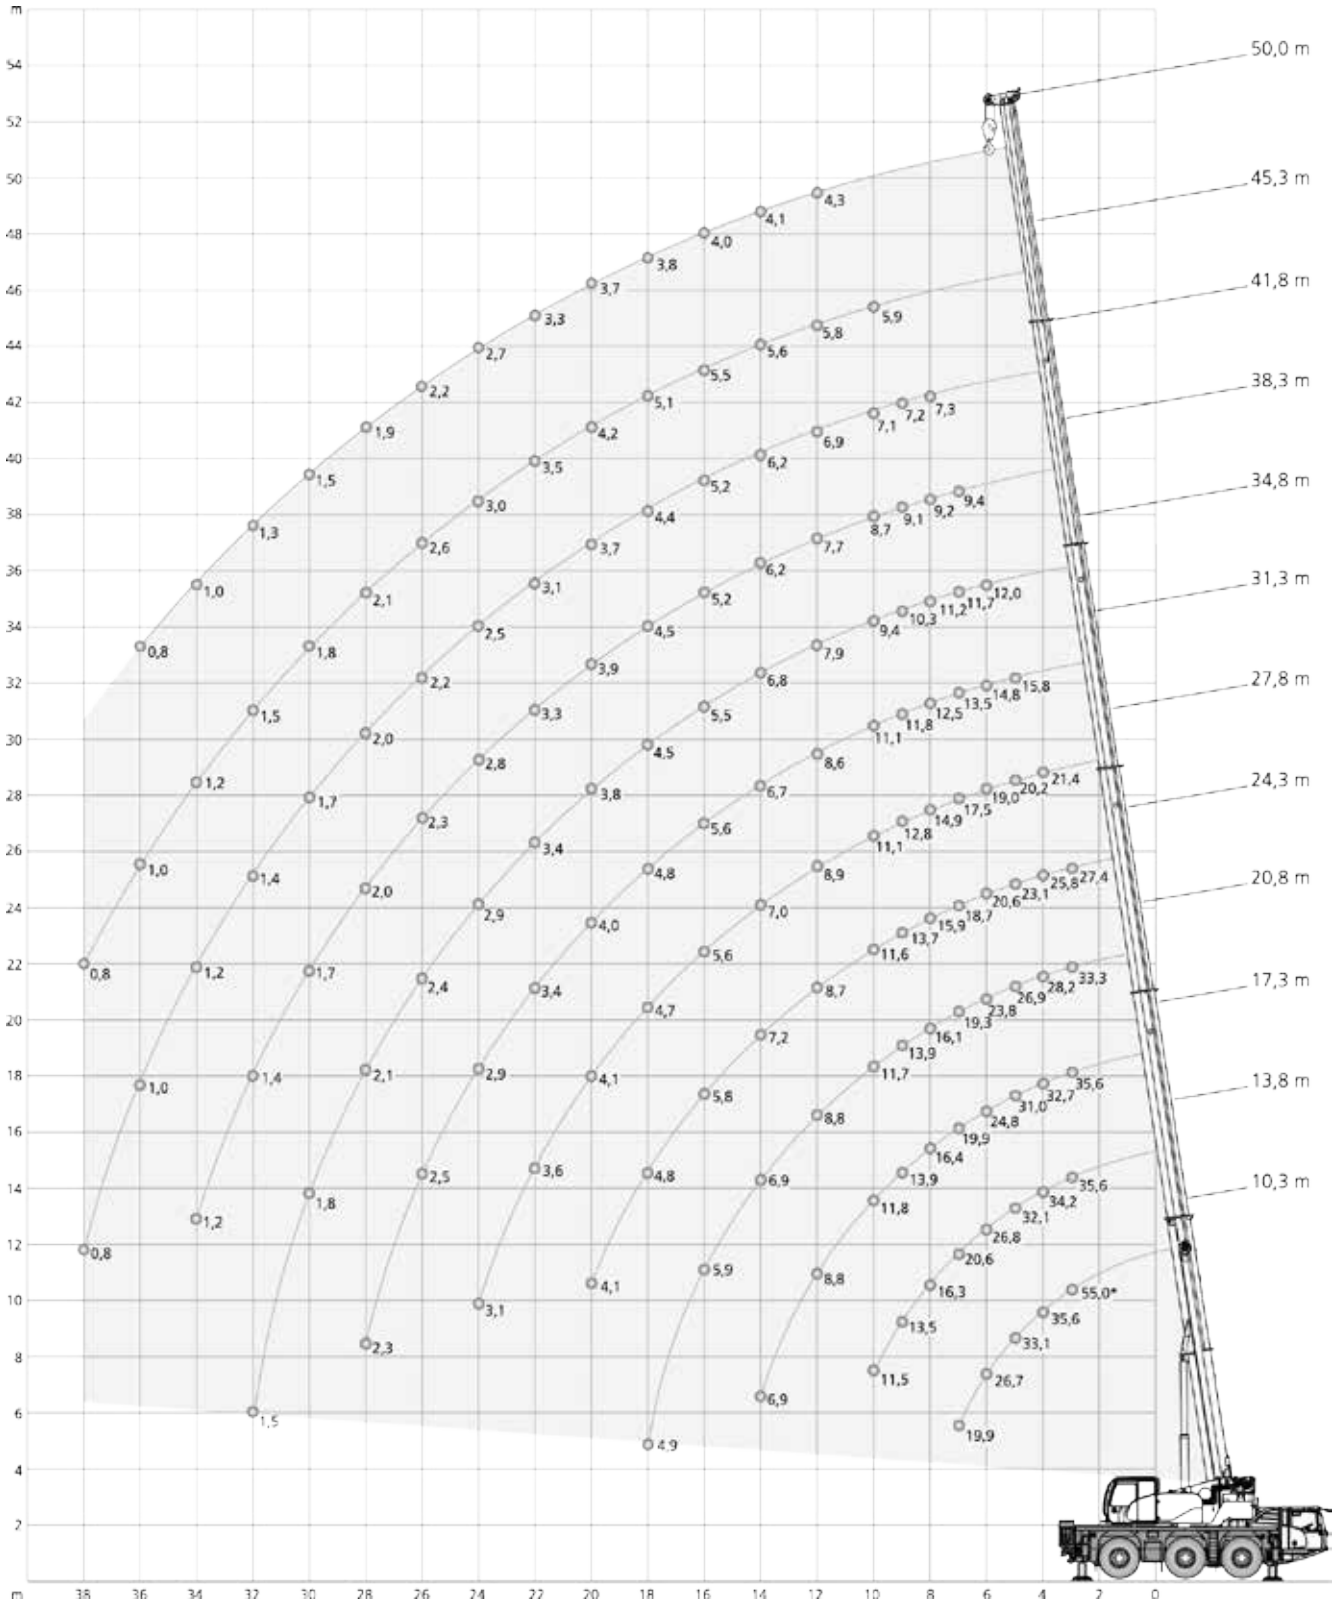 m
54
52
50
48
46
44
42
40
38
36
34
32
30
28
26
24
22
20
18
16
14
12
10
8
6
4
2
50,0 m
45,3 m
41,8 m
38,3 m
34,8 m
31,3 m
27,8 m
24,3 m
20,8 m
17,3 m
13,8 m
10,3 m
0,8 1,0 1,3 1,5 1,9 2,2 2,7 3,3 3,7 3,8 4,0 4,1 4,3
0,8 1,0 1,2 1,5 1,8 2,1 2,6 3,0 3,5 4,2 5,1 5,5 5,6 5,8 5,9
0,8 1,0 1,2 1,4 1,7 2,0 2,2 2,5 3,1 3,7 4,4 5,2 6,2 6,9 7,1 7,2 7,3
1,2 1,4 1,7 2,0 2,3 2,8 3,3 3,9 4,5 5,2 6,2 7,7 8,7 9,1 9,2 9,4
1,5 1,8 2,1 2,4 2,9 3,4 3,8 4,5 5,5 6,8 7,9 9,4 10,3 11,2 11,7 12,0
2,3 2,5 2,9 3,4 4,0 4,8 5,6 6,7 8,6 11,1 11,8 12,5 13,5 14,8 15,8
3,1 3,6 4,1 4,7 5,6 7,0 8,9 11,1 12,8 14,9 17,5 19,0 20,2 21,4
4,1 4,8 5,8 7,2 8,7 11,6 13,7 15,9 18,7 20,6 23,1 25,8 27,4
4,9 5,9 6,9 8,8 11,7 13,9 16,1 19,3 23,8 26,9 28,2 33,3
6,9 8,8 11,8 13,9 16,4 19,9 24,8 31,0 32,7 35,6
11,5 13,5 16,3 20,6 26,8 32,1 34,2 35,6
19,9 26,7 33,1 35,6 55,0*
m 38 36 34 32 30 28 26 24 22 20 18 16 14 12 10 8 6 4 2 0